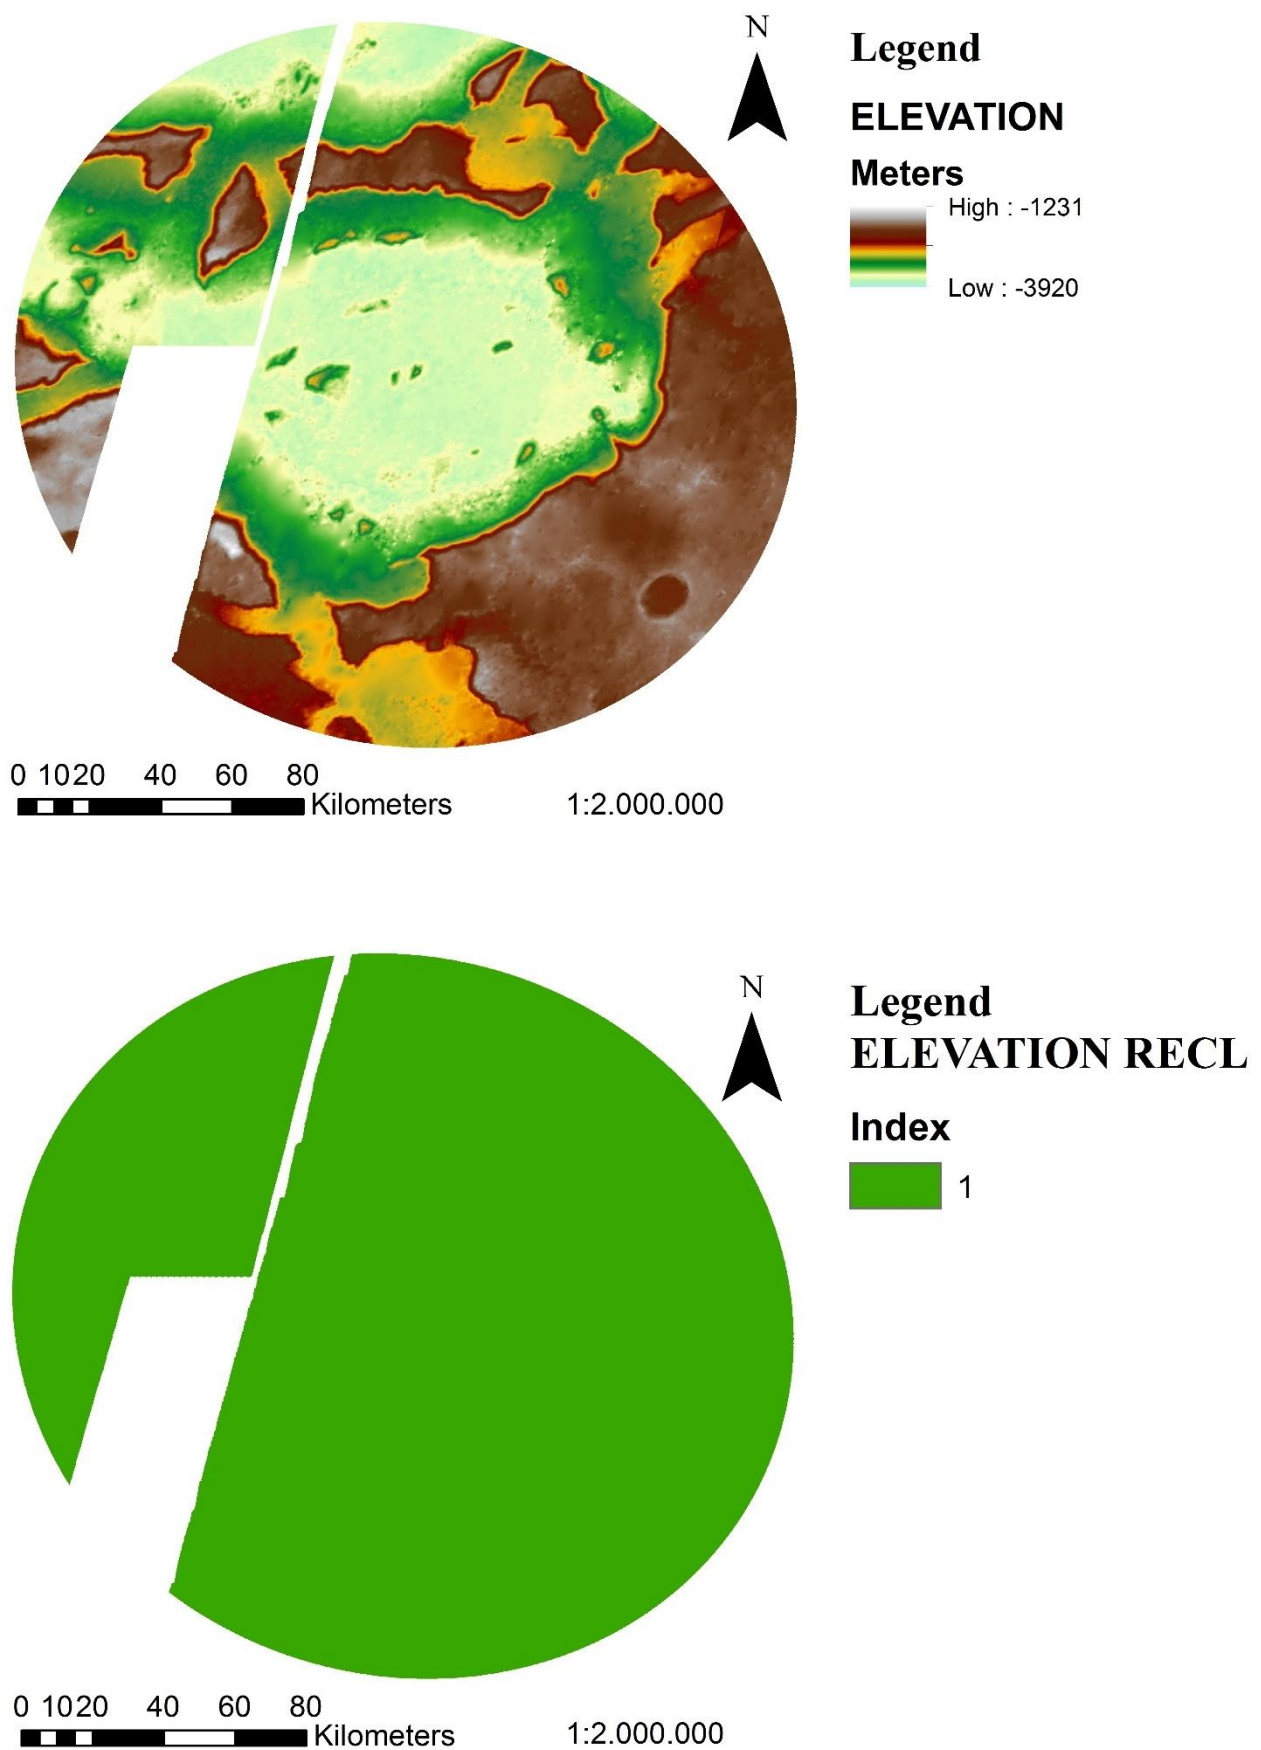 N
Legend
ELEVATION
Meters
High : -1231
Low : -3920
0 10 20 40 60 80
Kilometers
1:2.000.000
N
Legend
ELEVATION RECL
Index
1
0 10 20 40 60 80
Kilometers
1:2.000.000